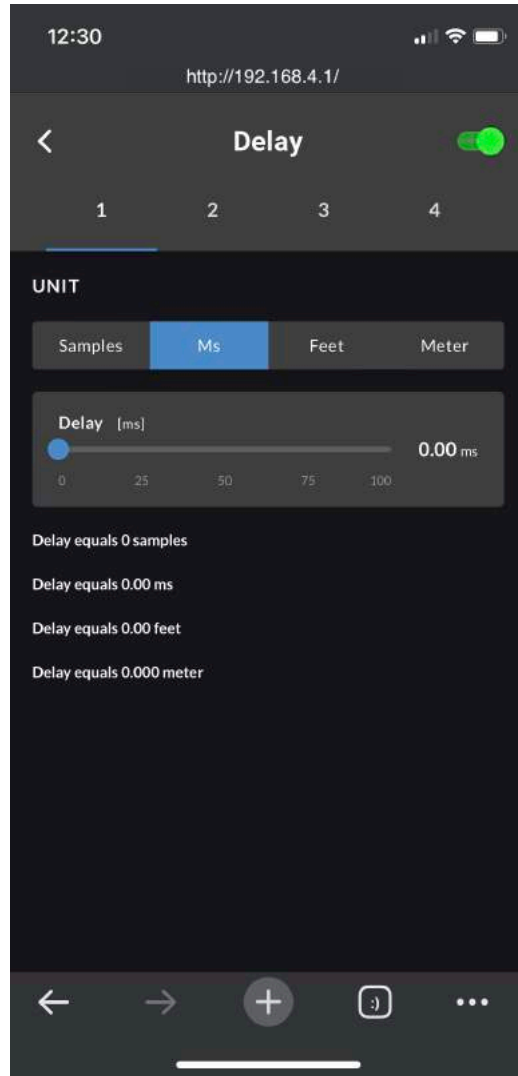 12:30
http://192.168.4.1/
Delay
1 2 3 4
UNIT
Samples Ms Feet Meter
Delay [ms]
0.00 ms
0 25 50 75 100
Delay equals 0 samples
Delay equals 0.00 ms
Delay equals 0.00 feet
Delay equals 0.000 meter
:)